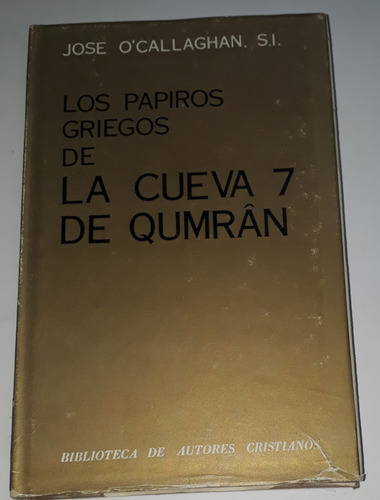 JOSE O'CALLAGHAN, S.I.
LOS PAPIROS
GRIEGOS
DE
LA CUEVA 7
DE QUMRÂN
BIBLIOTECA DE AUTORES CRISTIANOS